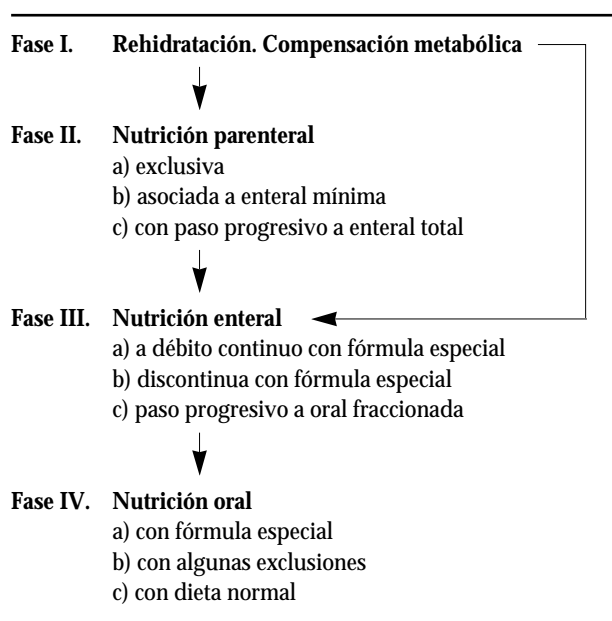 Fase I. Rehidratación. Compensación metabólica
Fase II. Nutrición parenteral
a) exclusiva
b) asociada a enteral mínima
c) con paso progresivo a enteral total
Fase III. Nutrición enteral
a) a débito continuo con fórmula especial
b) discontinua con fórmula especial
c) paso progresivo a oral fraccionada
Fase IV. Nutrición oral
a) con fórmula especial
b) con algunas exclusiones
c) con dieta normal